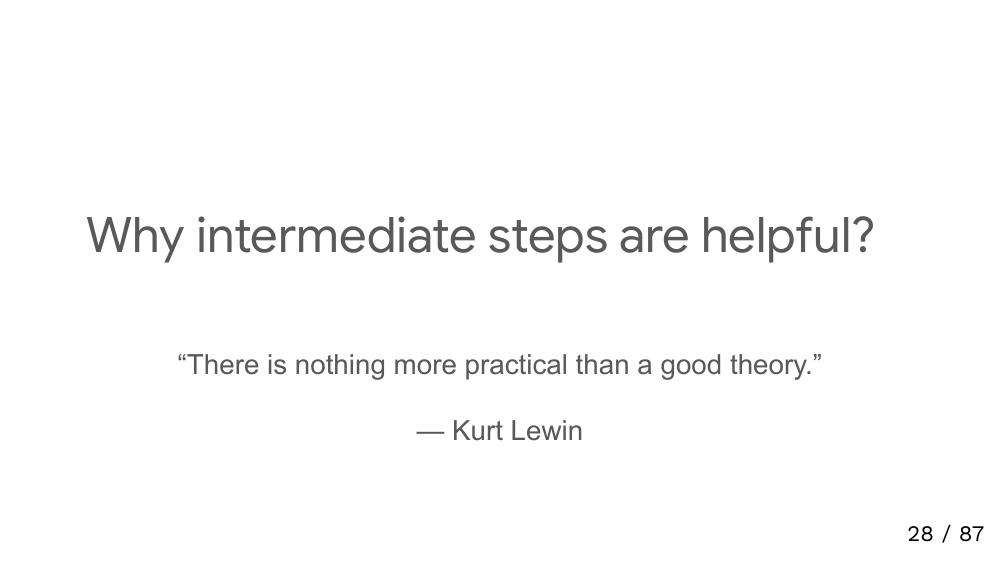 Why intermediate steps are helpful?
“There is nothing more practical than a good theory.”
— Kurt Lewin
28 / 87